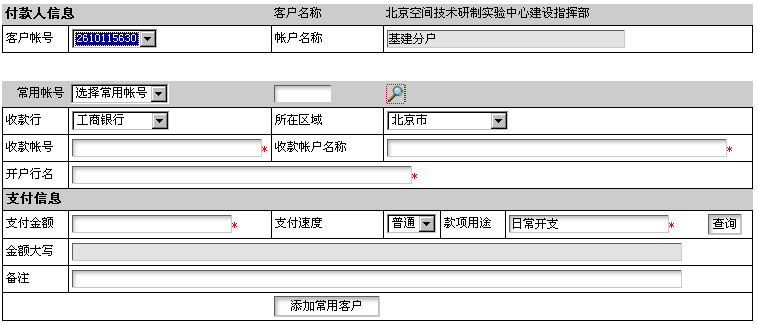 付款人信息 客户名称 北京空间技术研制实验中心建设指挥部
客户帐号 2610115630 帐户名称 基建分户
常用帐号 选择常用帐号
收款行 工商银行 所在区域 北京市
收款帐号 * 收款帐户名称 *
开户行名 *
支付信息
支付金额 * 支付速度 普通 款项用途 日常开支 * 查询
金额大写
备注
添加常用客户